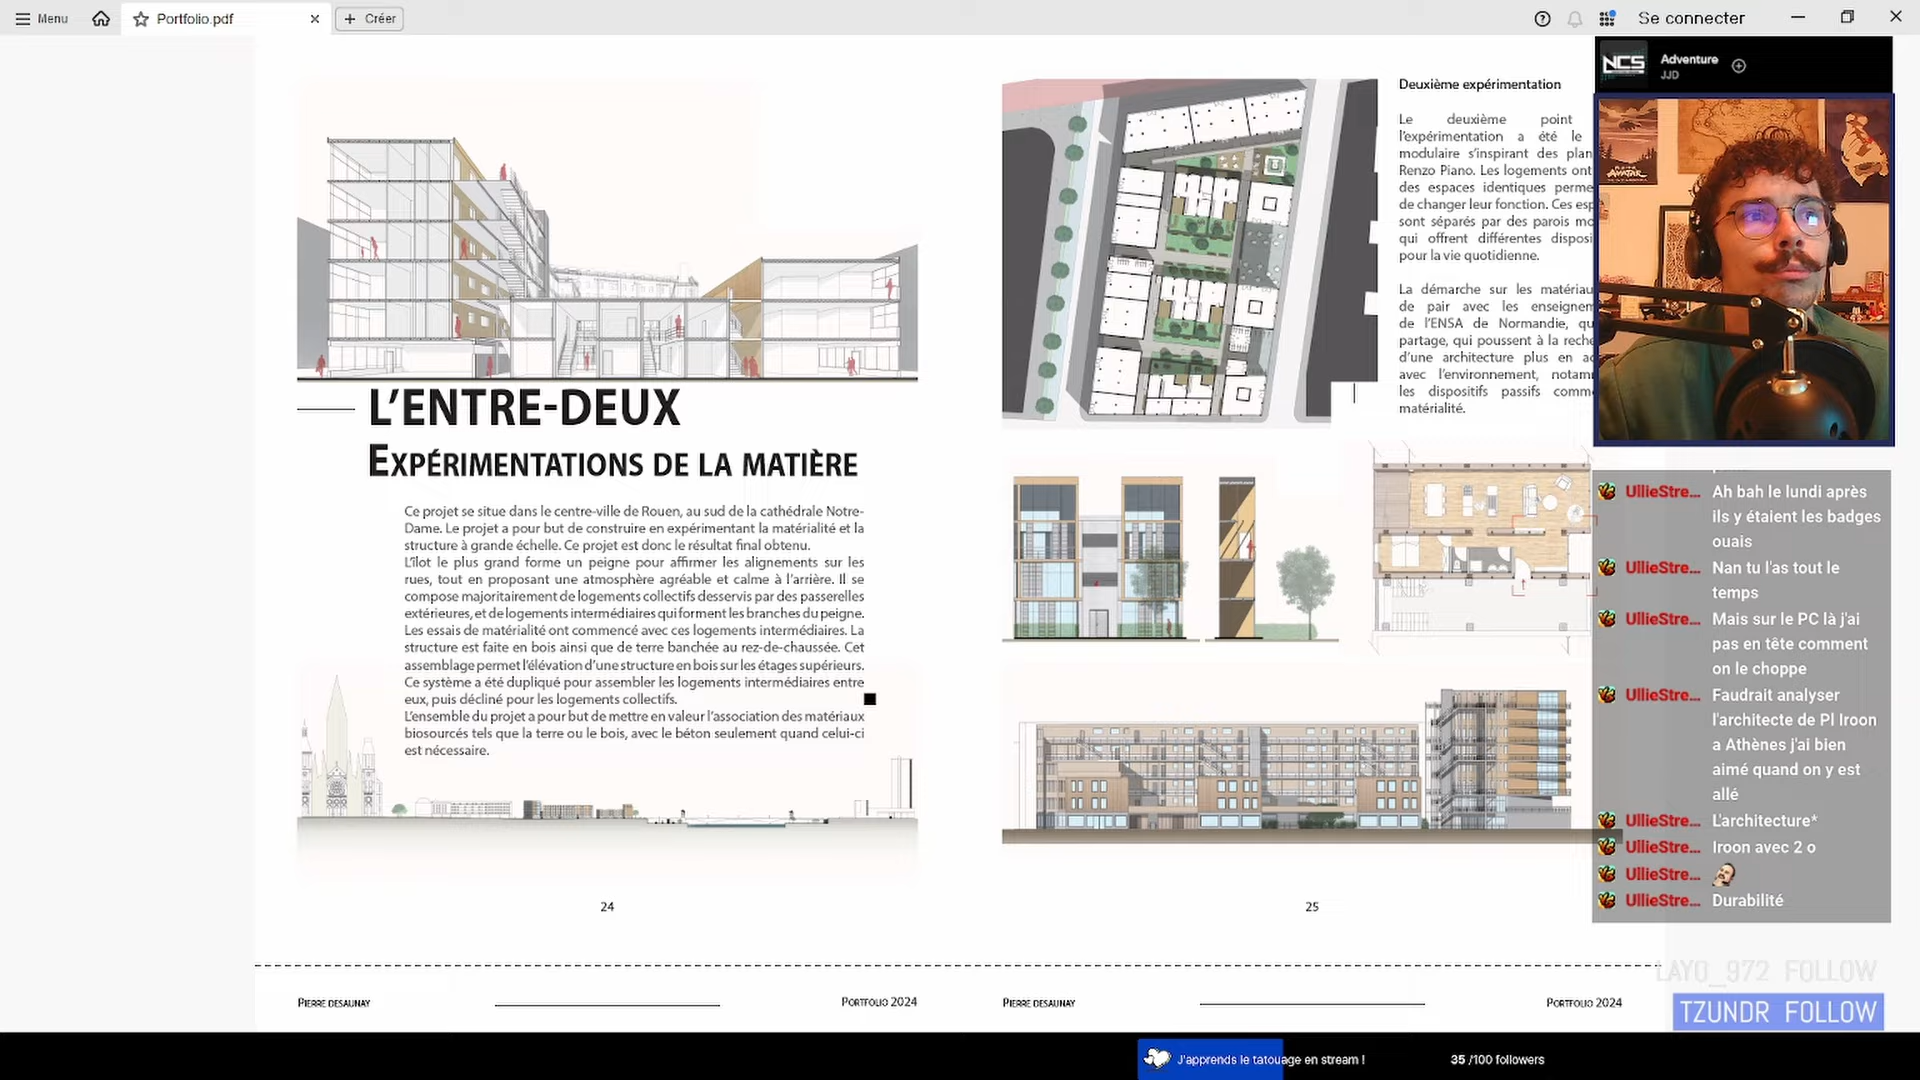 Menu
Portfolio.pdf
Créer
Se connecter
L'ENTRE-DEUX
EXPÉRIMENTATIONS DE LA MATIÈRE
Ce projet se situe dans le centre-ville de Rouen, au sud de la cathédrale Notre-
Dame. Le projet a pour but de construire en expérimentant la matérialité et la
structure à grande échelle. Ce projet est donc le résultat final obtenu.
L'îlot le plus grand forme un peigne pour affirmer les alignements sur les
rues, tout en proposant une atmosphère agréable et calme à l'arrière. Il se
compose majoritairement de logements collectifs desservis par des passerelles
extérieures, et de logements intermédiaires qui forment les branches du peigne.
Les essais de matérialité ont commencé avec ces logements intermédiaires. La
structure est faite en bois ainsi que de terre banchée au rez-de-chaussée. Cet
assemblage permet l'élévation d'une structure en bois sur les étages supérieurs.
Ce système a été dupliqué pour assembler les logements intermédiaires entre
eux, puis décliné pour les logements collectifs.
L'ensemble du projet a pour but de mettre en valeur l'association des matériaux
biosourcés tels que la terre ou le bois, avec le béton seulement quand celui-ci
est nécessaire.
24
Deuxième expérimentation
Le deuxième point
l'expérimentation a été le
modulaire s'inspirant des plan
Renzo Piano. Les logements ont
des espaces identiques perme
de changer leur fonction. Ces esp
sont séparés par des parois mo
qui offrent différentes disposi
pour la vie quotidienne.
La démarche sur les matériau
de pair avec les enseignem
de l'ENSA de Normandie, qu
partage, qui poussent à la reche
d'une architecture plus en ac
avec l'environnement, notam
les dispositifs passifs comm
matérialité.
25
PIERRE DESAUNAY
PORTFOLIO 2024
PIERRE DESAUNAY
PORTFOLIO 2024
NCS
Adventure
JJD
AVATAR
UllieStre... Ah bah le lundi après
ils y étaient les badges
ouais
UllieStre... Nan tu l'as tout le
temps
UllieStre... Mais sur le PC là j'ai
pas en tête comment
on le choppe
UllieStre... Faudrait analyser
l'architecte de Pl Iroon
a Athènes j'ai bien
aimé quand on y est
allé
UllieStre... L'architecture*
UllieStre... Iroon avec 2 o
UllieStre...
UllieStre... Durabilité
LAYO_972 FOLLOW
TZUNDR FOLLOW
J'apprends le tatouage en stream !
35 /100 followers